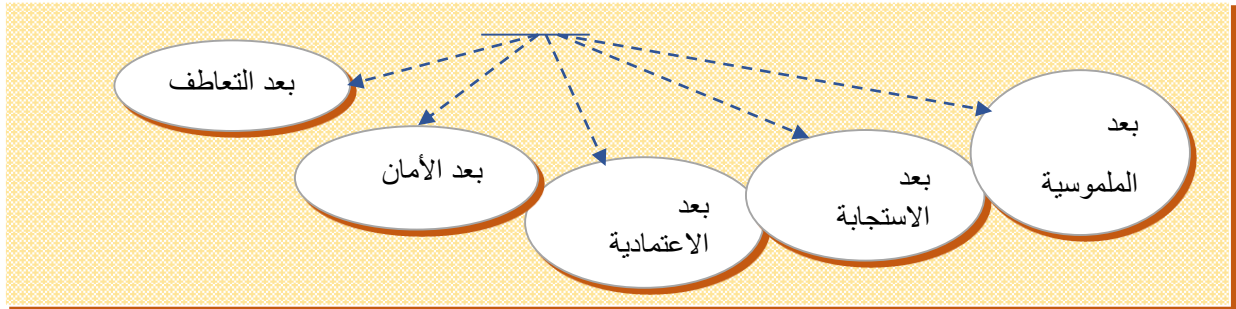 بعد
الملموسية
بعد
الاستجابة
بعد
الاعتمادية
بعد الأمان
بعد التعاطف